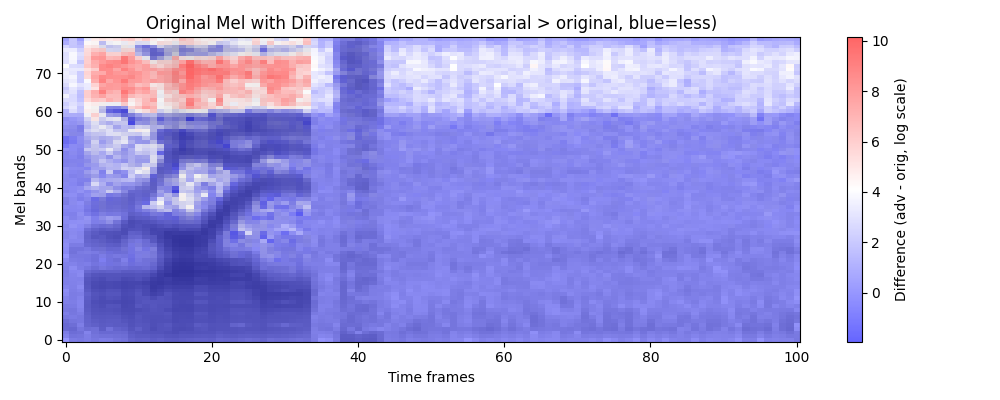 Original Mel with Differences (red=adversarial > original, blue=less)
Mel bands
70
60
50
40
30
20
10
0
0 20 40 60 80 100
Time frames
10
8
6
4
2
0
Difference (adv - orig, log scale)